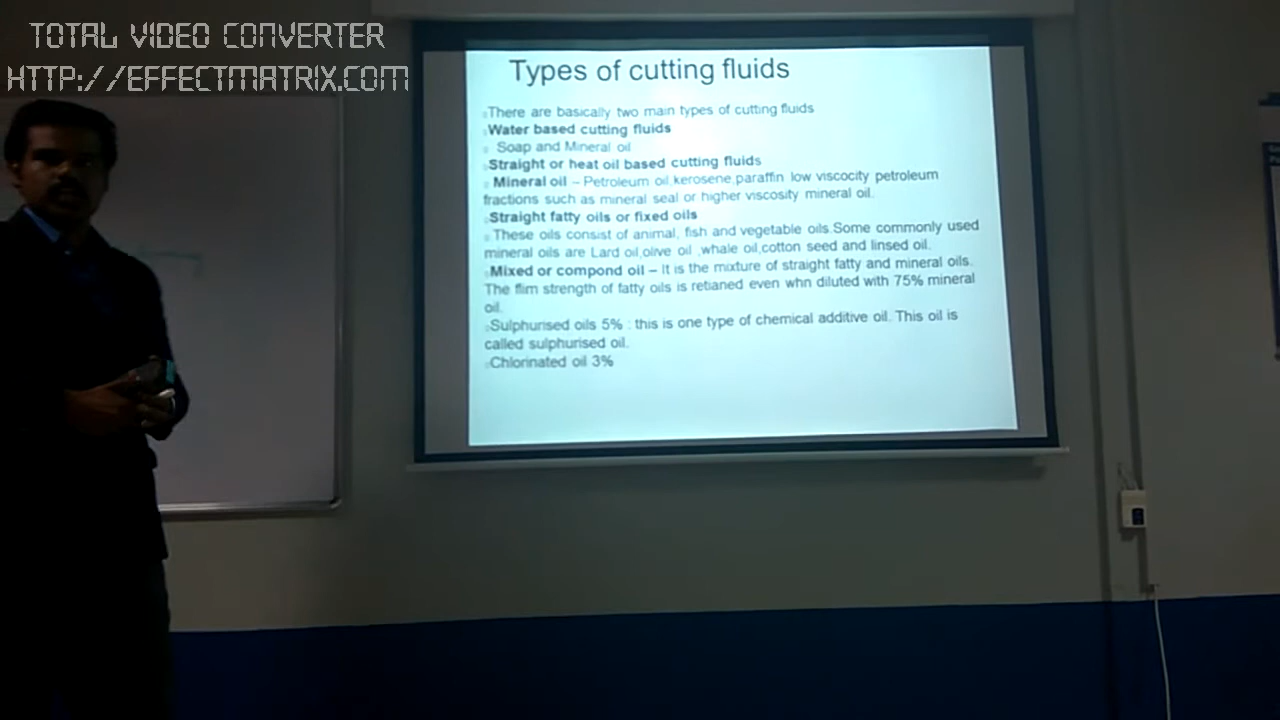 TOTAL VIDEO CONVERTER
HTTP://EFFECTMATRIX.COM
Types of cutting fluids
There are basically two main types of cutting fluids
Water based cutting fluids
Soap and Mineral oil
Straight or heat oil based cutting fluids
Mineral oil – Petroleum oil,kerosene,paraffin low viscocity petroleum
fractions such as mineral seal or higher viscosity mineral oil.
Straight fatty oils or fixed oils
These oils consist of animal, fish and vegetable oils.Some commonly used
mineral oils are Lard oil,olive oil ,whale oil,cotton seed and linsed oil.
Mixed or compond oil – It is the mixture of straight fatty and mineral oils.
The flim strength of fatty oils is retianed even whn diluted with 75% mineral
oil.
Sulphurised oils 5% : this is one type of chemical additive oil. This oil is
called sulphurised oil.
Chlorinated oil 3%